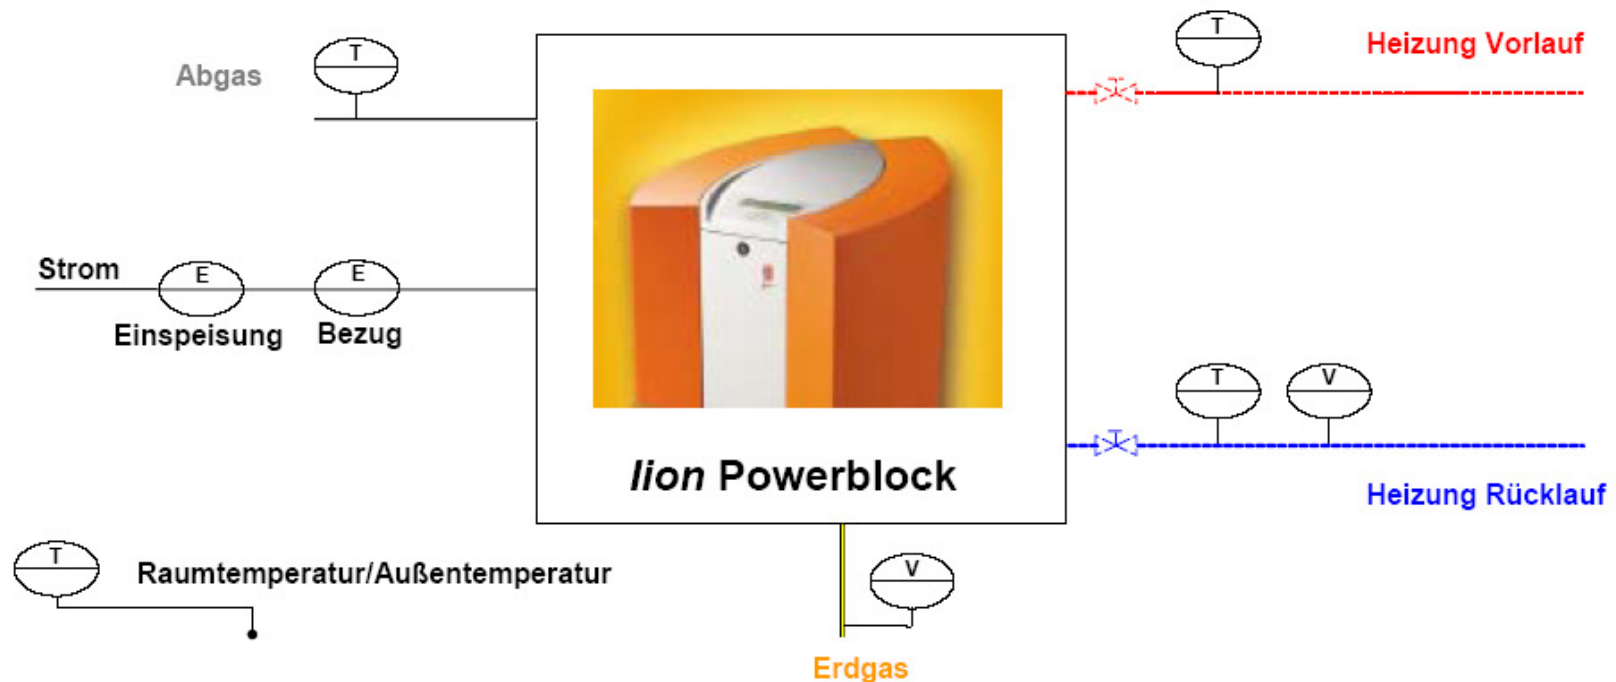 T
Heizung Vorlauf
T
Abgas
Strom
E
E
Einspeisung
Bezug
T
V
lion Powerblock
Heizung Rücklauf
T
Raumtemperatur/Außentemperatur
V
Erdgas